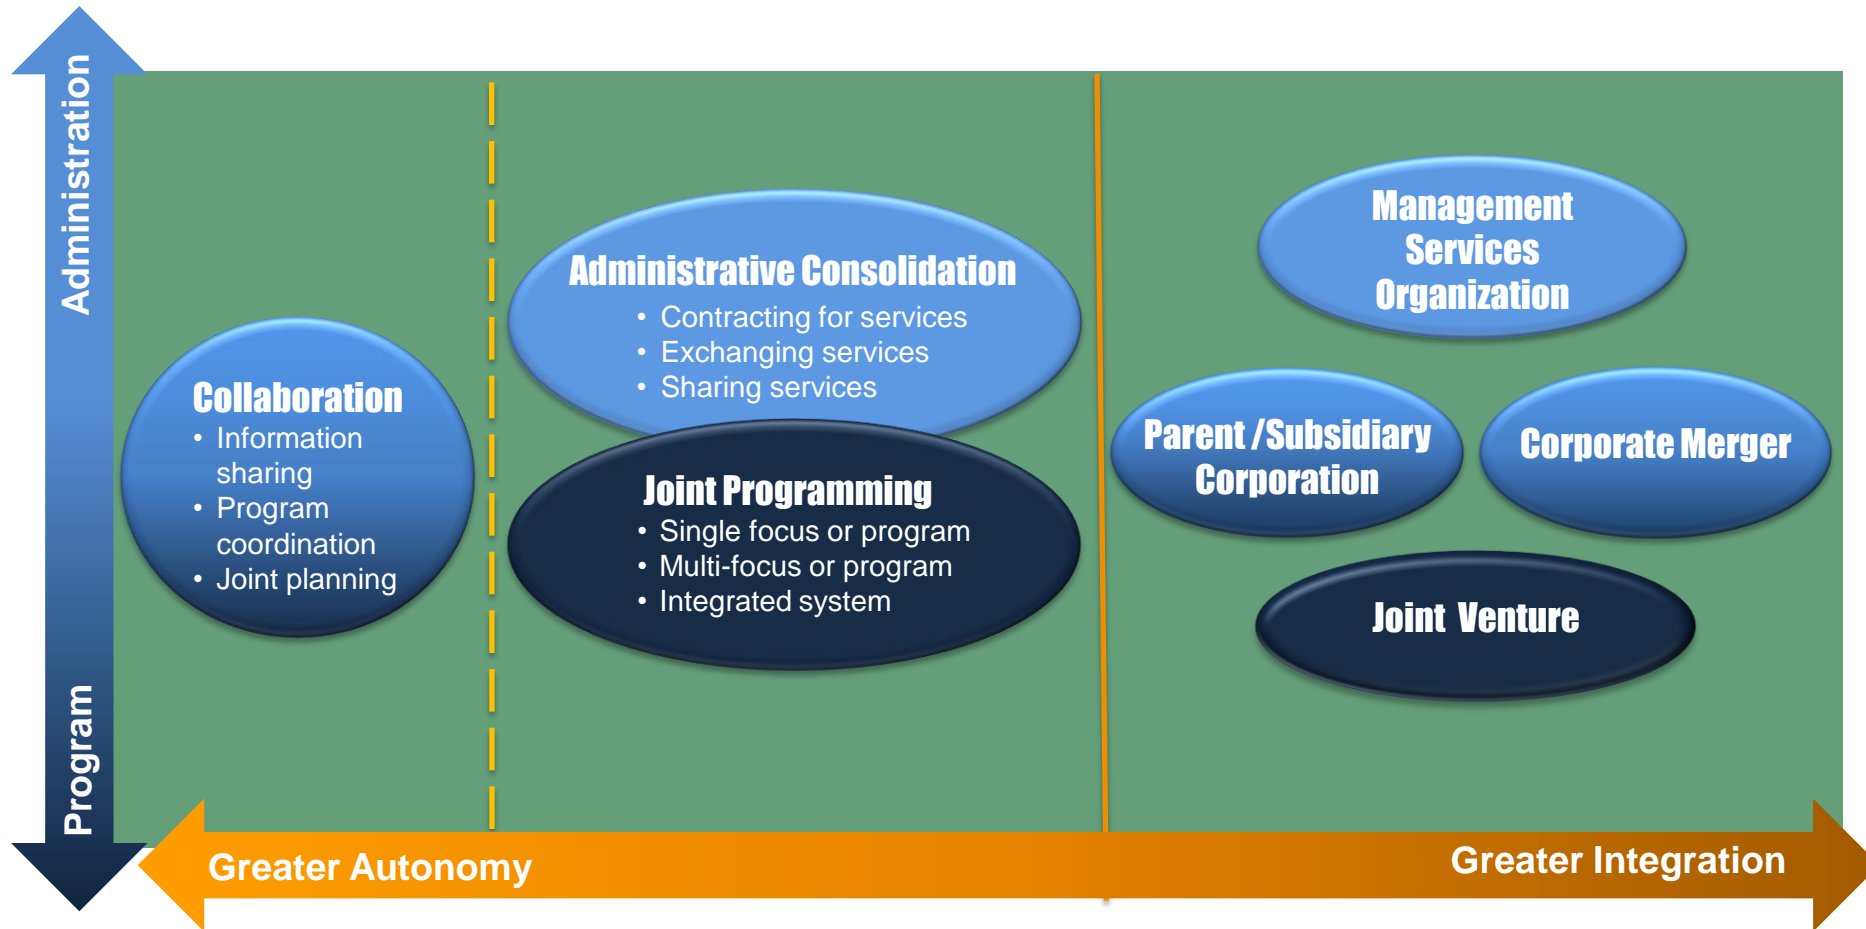 Administration
Program
Collaboration
• Information
sharing
• Program
coordination
• Joint planning
Administrative Consolidation
• Contracting for services
• Exchanging services
• Sharing services
Joint Programming
• Single focus or program
• Multi-focus or program
• Integrated system
Management
Services
Organization
Parent /Subsidiary
Corporation
Corporate Merger
Joint Venture
Greater Autonomy
Greater Integration